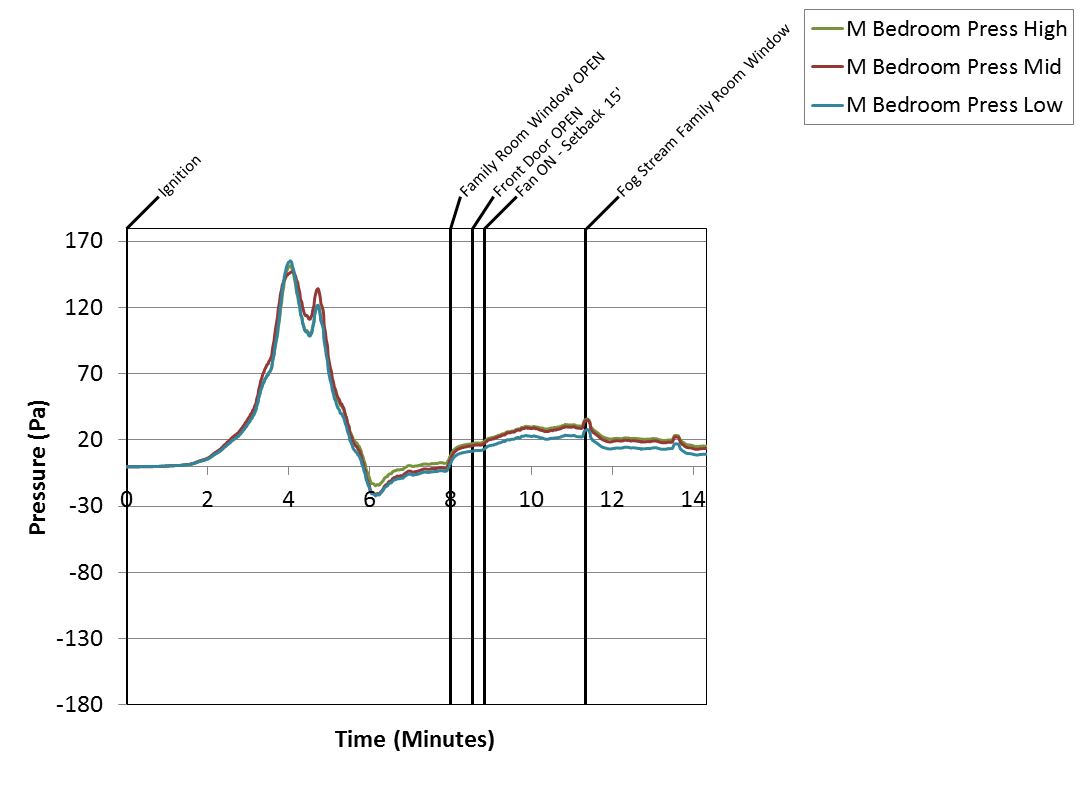 M Bedroom Press High
M Bedroom Press Mid
M Bedroom Press Low
Ignition
Family Room Window OPEN
Front Door OPEN
Fan ON - Setback 15'
Fog Stream Family Room Window
170
120
70
20
-30
-80
-130
-180
0 2 4 6 8 10 12 14
Pressure (Pa)
Time (Minutes)